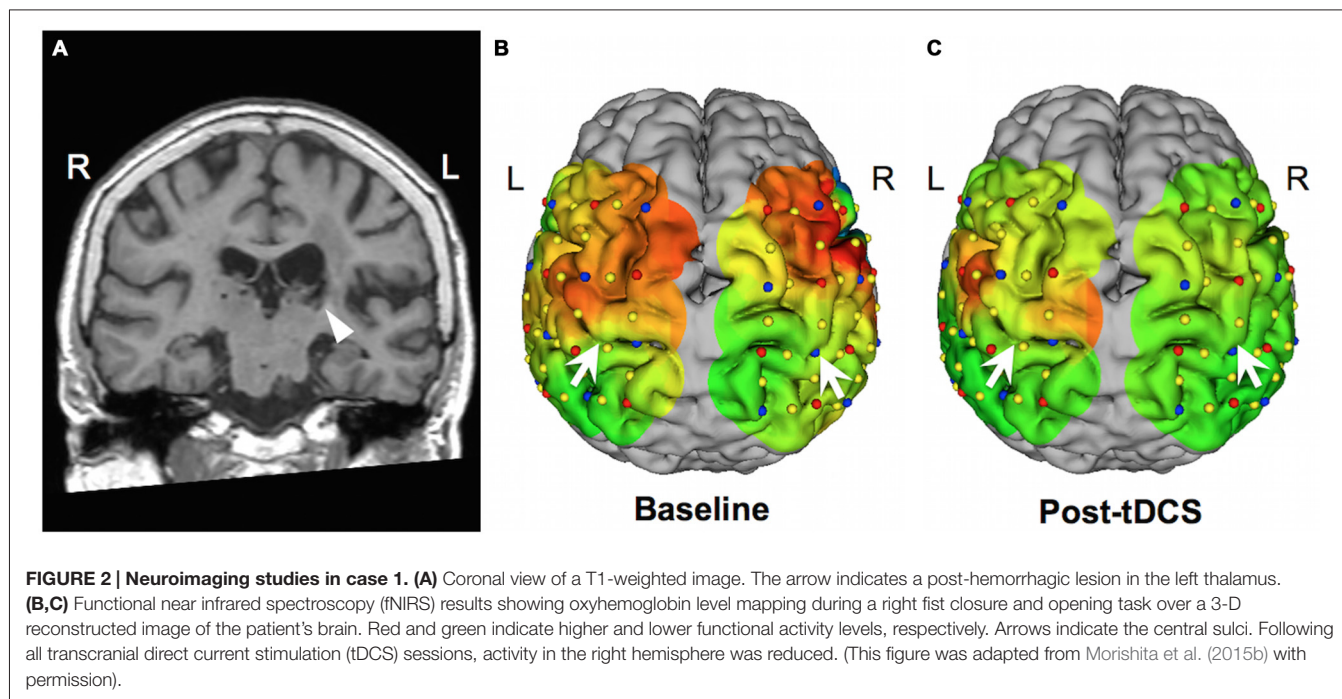 A
B
C
R
L
L
R
L
R
Baseline
Post-tDCS
FIGURE 2 | Neuroimaging studies in case 1. (A) Coronal view of a T1-weighted image. The arrow indicates a post-hemorrhagic lesion in the left thalamus.
(B,C) Functional near infrared spectroscopy (fNIRS) results showing oxyhemoglobin level mapping during a right fist closure and opening task over a 3-D
reconstructed image of the patient's brain. Red and green indicate higher and lower functional activity levels, respectively. Arrows indicate the central sulci. Following
all transcranial direct current stimulation (tDCS) sessions, activity in the right hemisphere was reduced. (This figure was adapted from Morishita et al. (2015b) with
permission).